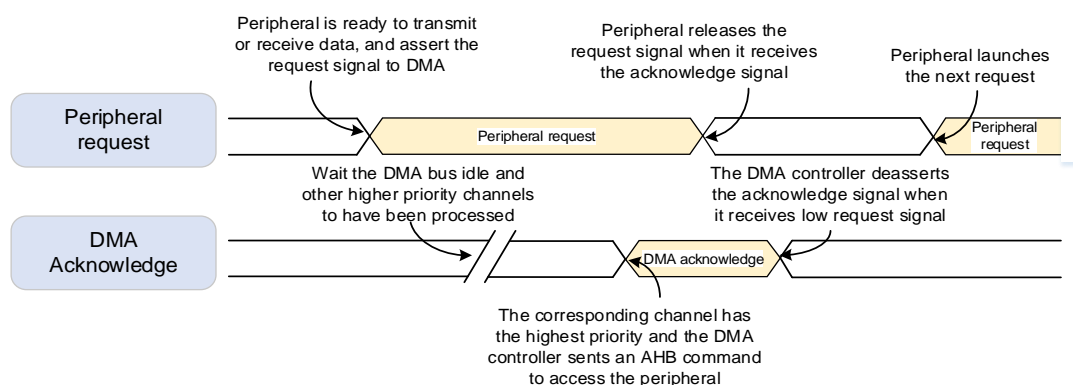 Peripheral is ready to transmit
or receive data, and assert the
request signal to DMA
Peripheral releases the
request signal when it receives
the acknowledge signal
Peripheral launches
the next request
Peripheral
request
Peripheral request
Peripheral
request
Wait the DMA bus idle and
other higher priority channels
to have been processed
The DMA controller deasserts
the acknowledge signal when
it receives low request signal
DMA
Acknowledge
DMA acknowledge
The corresponding channel has
the highest priority and the DMA
controller sents an AHB command
to access the peripheral